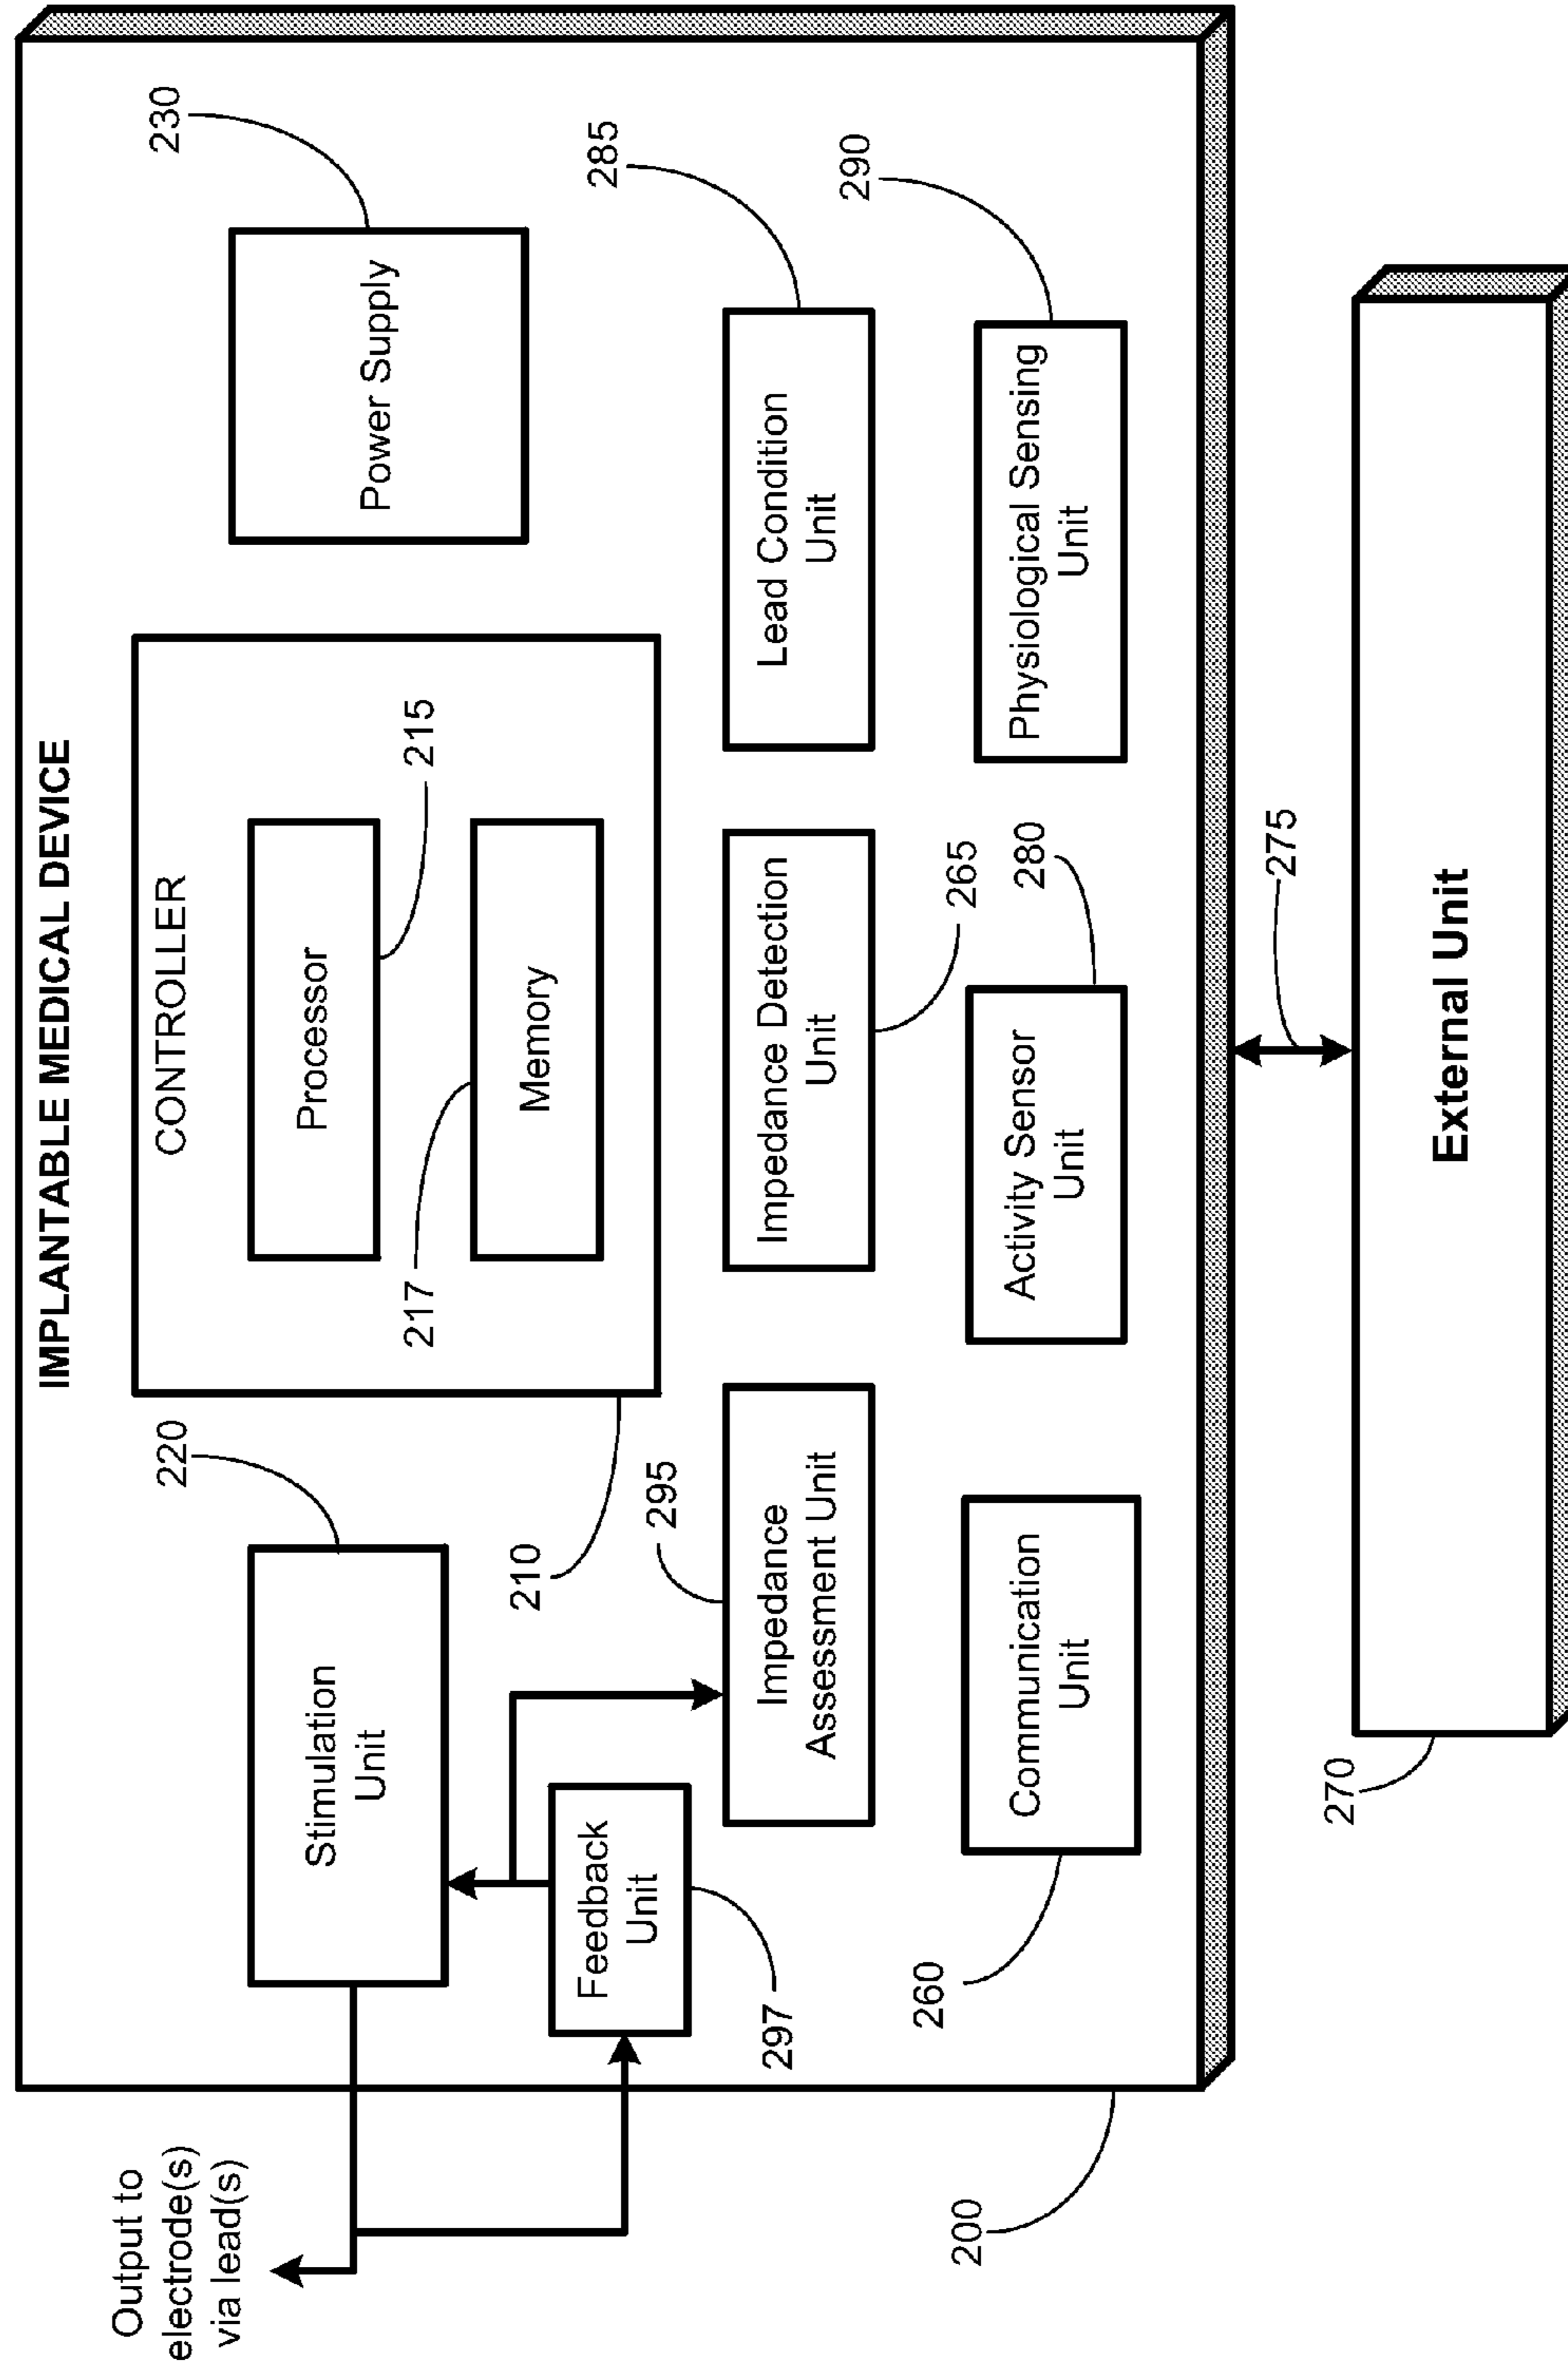 IMPLANTABLE MEDICAL DEVICE
Output to
electrode(s)
via lead(s)
220
Stimulation
Unit
CONTROLLER
Processor
215
217
Memory
210
230
Power Supply
Feedback
Unit
297
295
Impedance
Assessment Unit
Impedance Detection
Unit
265
285
Lead Condition
Unit
260
Communication
Unit
280
Activity Sensor
Unit
290
Physiological Sensing
Unit
200
275
270
External Unit